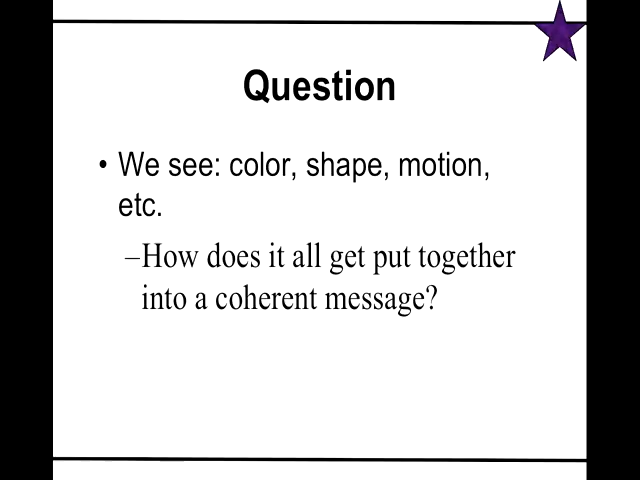 Question
• We see: color, shape, motion,
etc.
–How does it all get put together
into a coherent message?